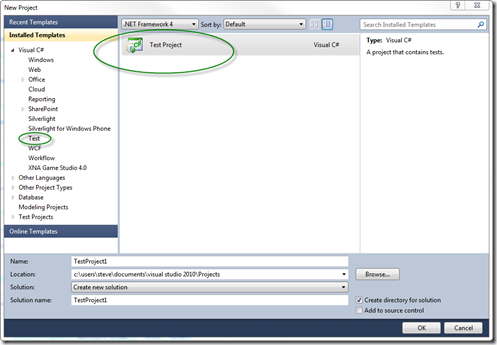 New Project
Recent Templates
.NET Framework 4
Sort by: Default
Search Installed Templates
Installed Templates
Test Project
Visual C#
Type: Visual C#
A project that contains tests.
Visual C#
Windows
Web
Office
Cloud
Reporting
SharePoint
Silverlight
Silverlight for Windows Phone
Test
WCF
Workflow
XNA Game Studio 4.0
Other Languages
Other Project Types
Database
Modeling Projects
Test Projects
Online Templates
Name: TestProject1
Location: c:\users\steve\documents\visual studio 2010\Projects
Browse...
Solution: Create new solution
Solution name: TestProject1
Create directory for solution
Add to source control
OK Cancel